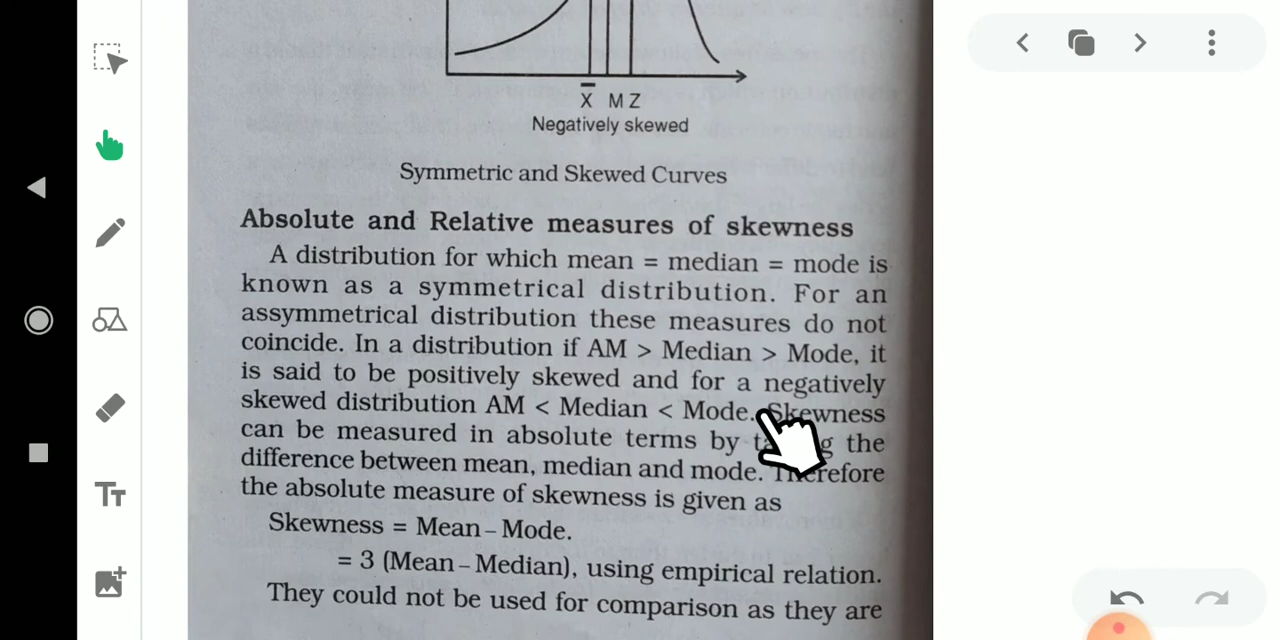 X̄ M Z
Negatively skewed
Symmetric and Skewed Curves
Absolute and Relative measures of skewness
A distribution for which mean = median = mode is
known as a symmetrical distribution. For an
assymmetrical distribution these measures do not
coincide. In a distribution if AM > Median > Mode, it
is said to be positively skewed and for a negatively
skewed distribution AM < Median < Mode. Skewness
can be measured in absolute terms by the
difference between mean, median and mode. Therefore
the absolute measure of skewness is given as
Skewness = Mean – Mode.
= 3 (Mean – Median), using empirical relation.
They could not be used for comparison as they are
Tт